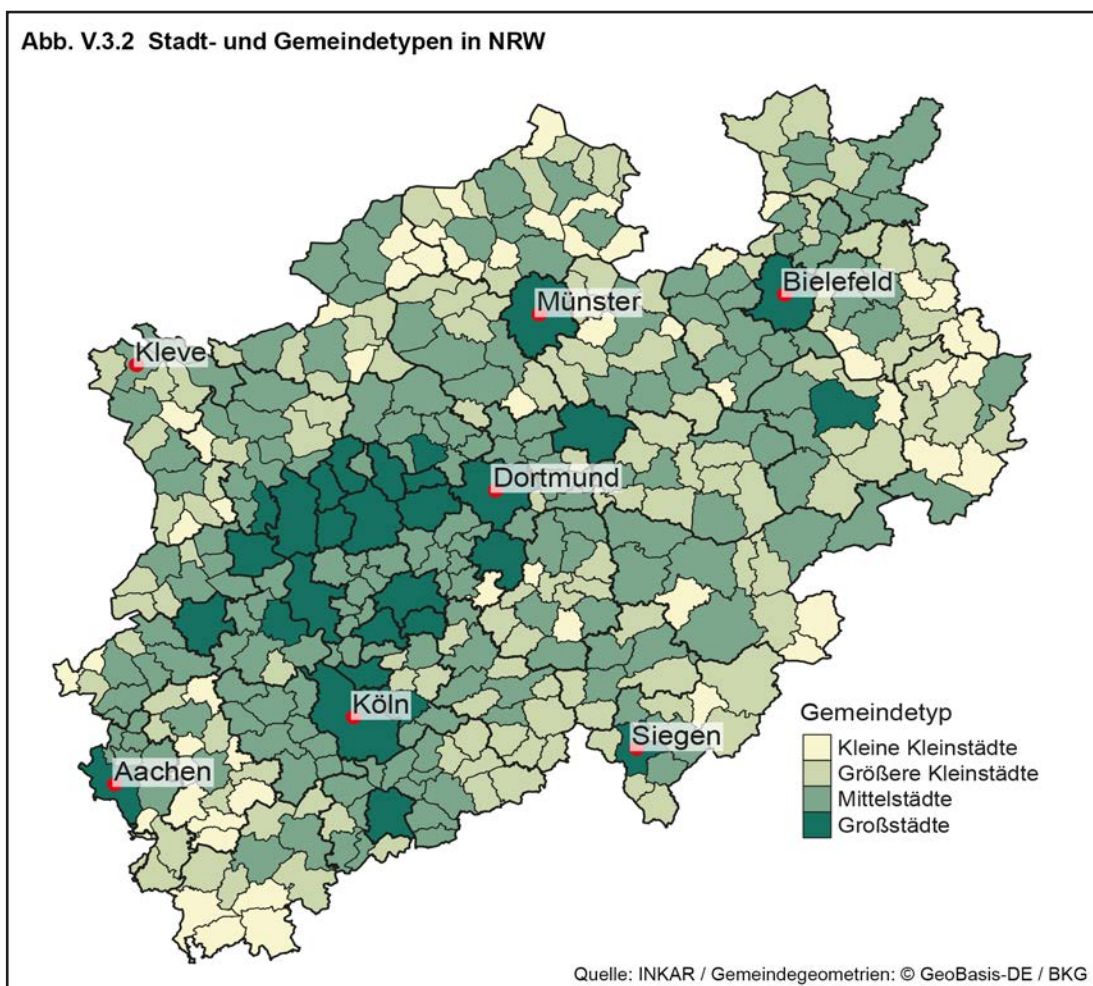 Abb. V.3.2 Stadt- und Gemeindetypen in NRW
Bielefeld
Münster
Kleve
Dortmund
Köln
Siegen
Aachen
Gemeindetyp
Kleine Kleinstädte
Größere Kleinstädte
Mittelstädte
Großstädte
Quelle: INKAR / Gemeindegeometrien: © GeoBasis-DE / BKG